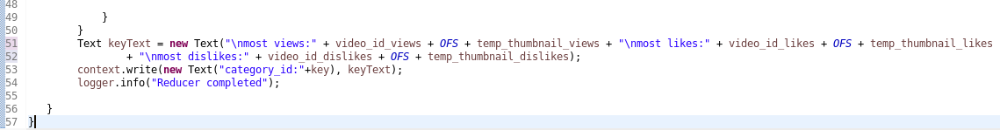 48
49 }
50 }
51 Text keyText = new Text("\nmost views:" + video_id_views + OFS + temp_thumbnail_views + "\nmost likes:" + video_id_likes + OFS + temp_thumbnail_likes
52 + "\nmost dislikes:" + video_id_dislikes + OFS + temp_thumbnail_dislikes);
53 context.write(new Text("category_id:"+key), keyText);
54 logger.info("Reducer completed");
55
56 }
57 }